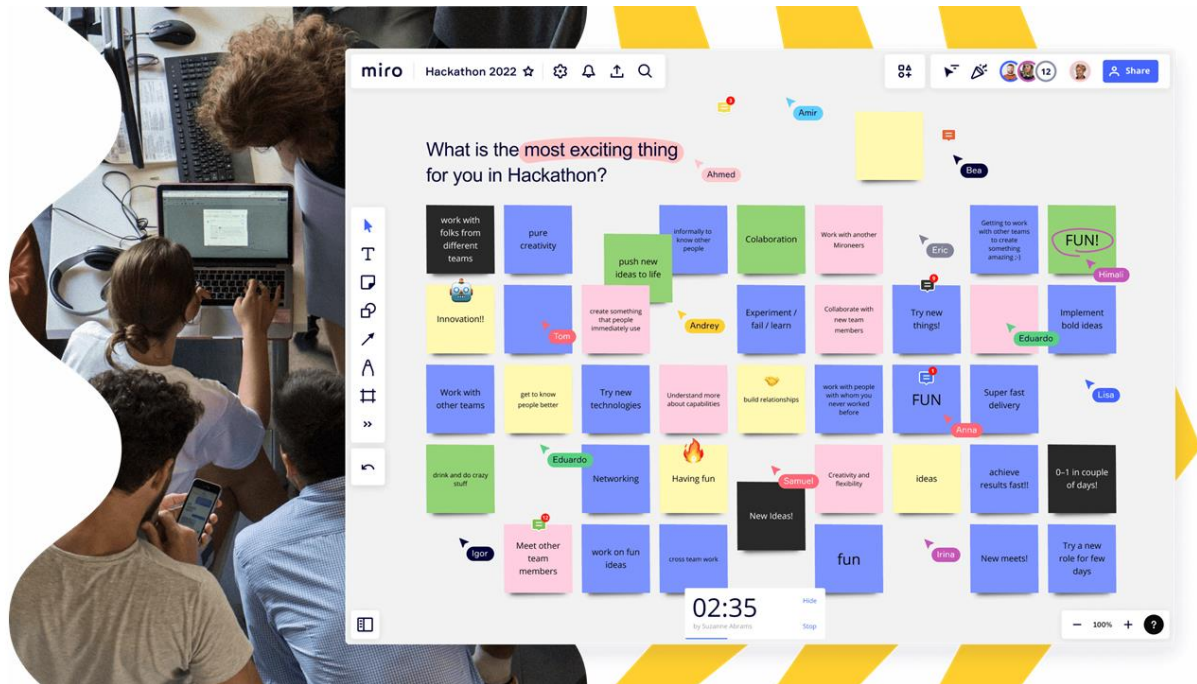 miro
Hackathon 2022
12
Share
3
Amir
What is the most exciting thing
for you in Hackathon?
Ahmed
Bea
work with
folks from
different
teams
pure
creativity
push new
ideas to life
informally to
know other
people
Colaboration
Work with another
Mironeers
Eric
Getting to work
with other teams
to create
something
amazing ;-)
FUN!
Himali
Innovation!!
Tom
create something
that people
immediately use
Andrey
Experiment /
fail / learn
Collaborate with
new team
members
Try new
things!
Eduardo
Implement
bold ideas
Work with
other teams
get to know
people better
Try new
technologies
Understand more
about capabilities
build relationships
work with people
with whom you
never worked
before
FUN
Anna
Super fast
delivery
Lisa
drink and do crazy
stuff
Eduardo
Networking
Having fun
Samuel
New Ideas!
Creativity and
flexibility
ideas
achieve
results fast!!
0–1 in couple
of days!
Igor
12
Meet other
team
members
work on fun
ideas
cross team work
fun
Irina
New meets!
Try a new
role for few
days
02:35
by Suzanne Abrams
Hide
Stop
100%
?